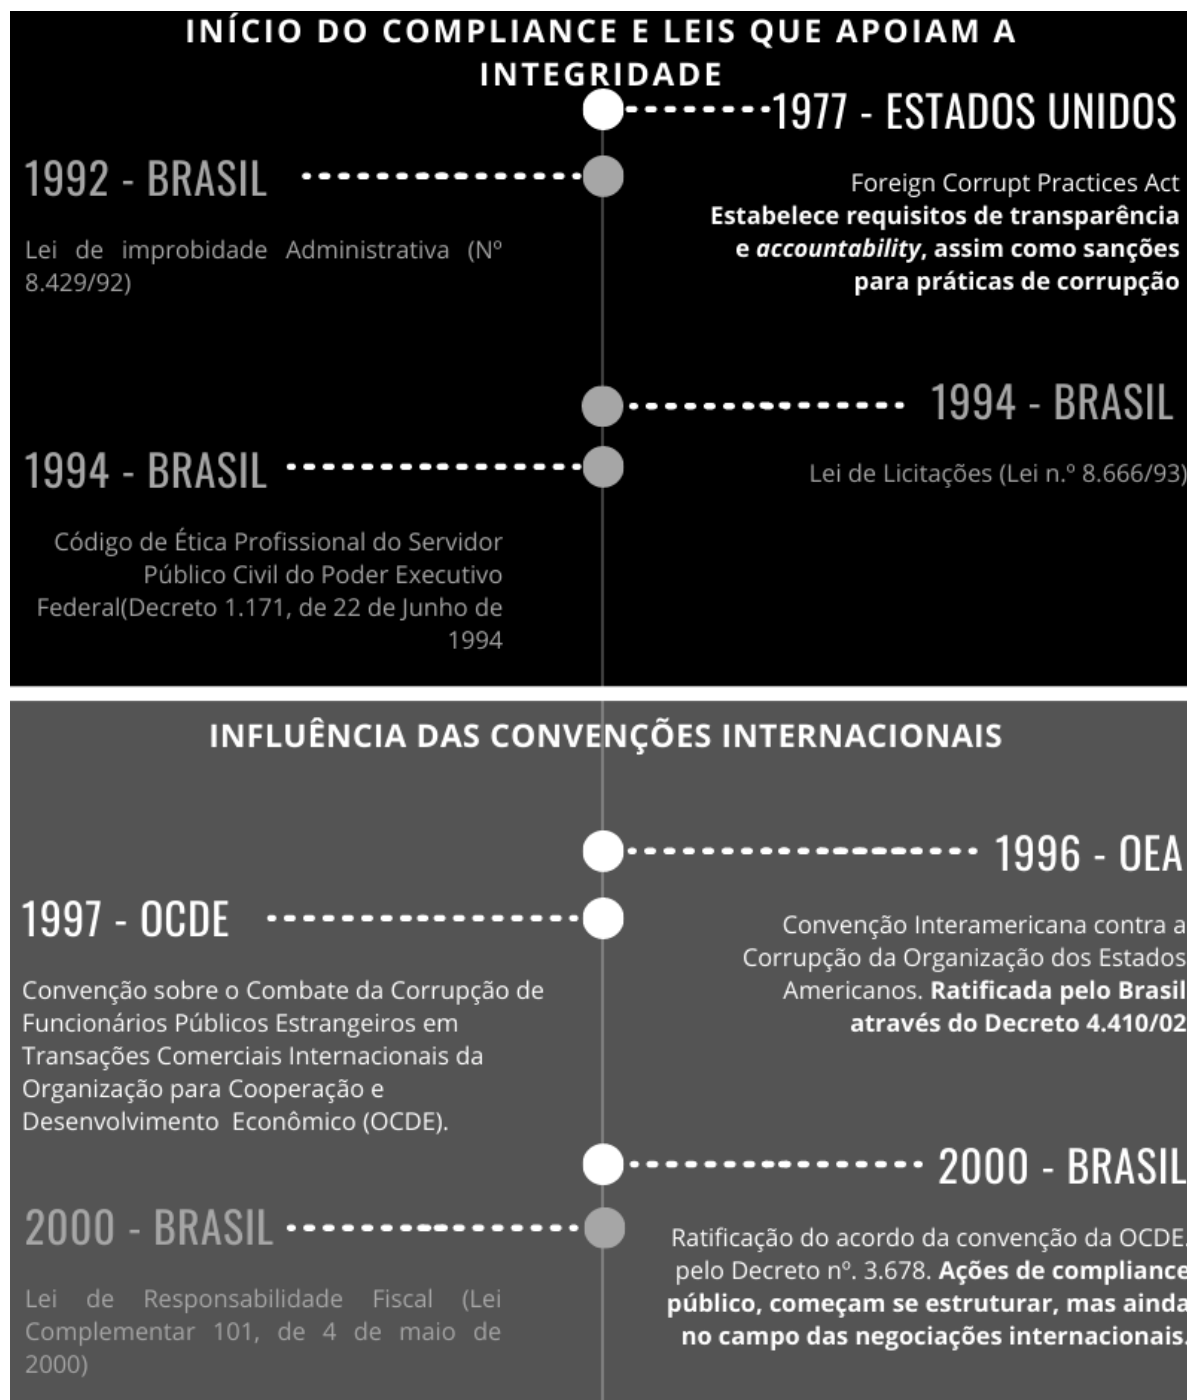 INÍCIO DO COMPLIANCE E LEIS QUE APOIAM A
INTEGRIDADE
1977 - ESTADOS UNIDOS
Foreign Corrupt Practices Act
Estabelece requisitos de transparência
e accountability, assim como sanções
para práticas de corrupção
1992 - BRASIL
Lei de improbidade Administrativa (Nº
8.429/92)
1994 - BRASIL
Lei de Licitações (Lei n.º 8.666/93)
1994 - BRASIL
Código de Ética Profissional do Servidor
Público Civil do Poder Executivo
Federal(Decreto 1.171, de 22 de Junho de
1994
INFLUÊNCIA DAS CONVENÇÕES INTERNACIONAIS
1996 - OEA
Convenção Interamericana contra a
Corrupção da Organização dos Estados
Americanos. Ratificada pelo Brasil
através do Decreto 4.410/02
1997 - OCDE
Convenção sobre o Combate da Corrupção de
Funcionários Públicos Estrangeiros em
Transações Comerciais Internacionais da
Organização para Cooperação e
Desenvolvimento Econômico (OCDE).
2000 - BRASIL
Ratificação do acordo da convenção da OCDE.
pelo Decreto nº. 3.678. Ações de compliance
público, começam se estruturar, mas ainda
no campo das negociações internacionais.
2000 - BRASIL
Lei de Responsabilidade Fiscal (Lei
Complementar 101, de 4 de maio de
2000)